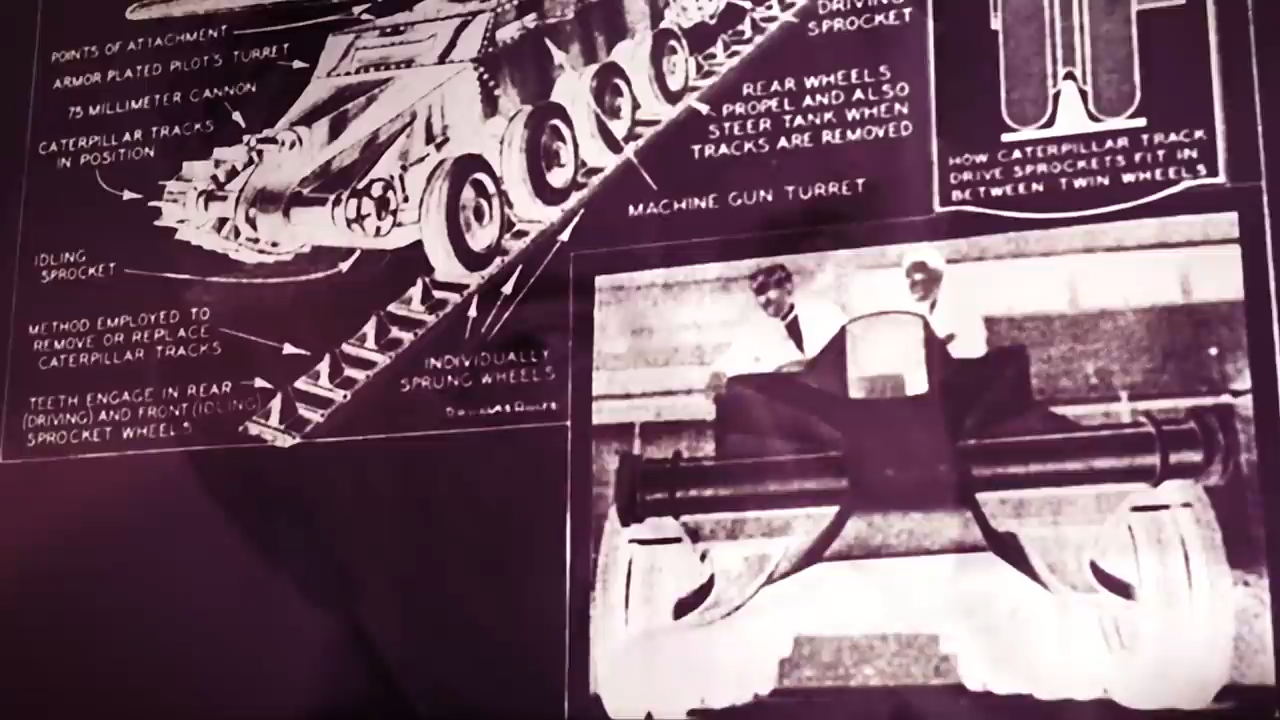 POINTS OF ATTACHMENT
ARMOR PLATED PILOT'S TURRET
75 MILLIMETER CANNON
CATERPILLAR TRACKS
IN POSITION
IDLING
SPROCKET
METHOD EMPLOYED TO
REMOVE OR REPLACE
CATERPILLAR TRACKS
TEETH ENGAGE IN REAR
(DRIVING) AND FRONT (IDLING)
SPROCKET WHEELS
INDIVIDUALLY
SPRUNG WHEELS
DRIVING
SPROCKET
REAR WHEELS
PROPEL AND ALSO
STEER TANK WHEN
TRACKS ARE REMOVED
MACHINE GUN TURRET
HOW CATERPILLAR TRACK
DRIVE SPROCKETS FIT IN
BETWEEN TWIN WHEELS